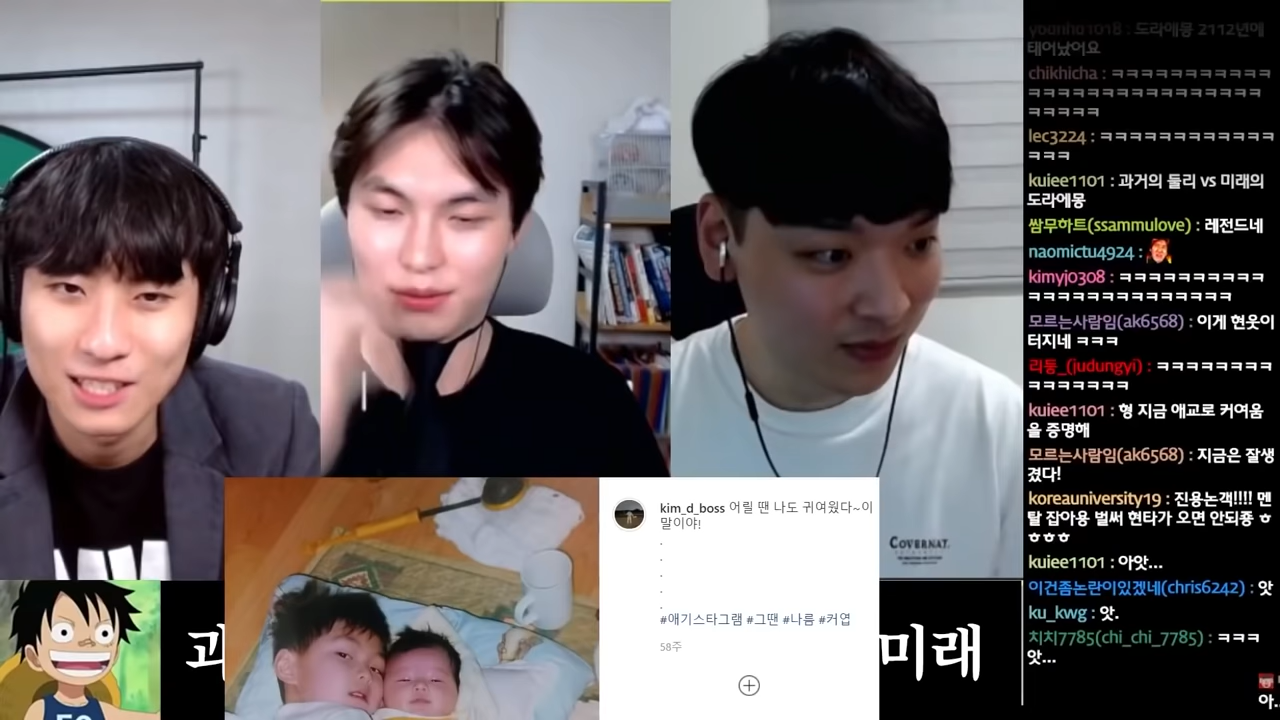 younho1018 : 도라에몽 2112년에
태어났어요
chikhicha : ㅋㅋㅋㅋㅋㅋㅋㅋㅋㅋㅋ
ㅋㅋㅋㅋㅋㅋㅋㅋㅋㅋㅋㅋㅋㅋㅋㅋ
ㅋㅋㅋㅋㅋ
lec3224 : ㅋㅋㅋㅋㅋㅋㅋㅋㅋㅋㅋㅋ
ㅋㅋㅋ
kuiee1101 : 과거의 둘리 vs 미래의
도라에몽
쌈무하트(ssammulove) : 레전드네
naomictu4924 :
kimyj0308 : ㅋㅋㅋㅋㅋㅋㅋㅋㅋㅋ
ㅋㅋㅋㅋㅋㅋㅋㅋㅋㅋㅋㅋㅋㅋ
모르는사람임(ak6568) : 이게 현웃이
터지네 ㅋㅋㅋ
리둥_(judungyi) : ㅋㅋㅋㅋㅋㅋㅋㅋ
ㅋㅋㅋㅋㅋㅋㅋ
kuiee1101 : 형 지금 애교로 커여움
을 증명해
모르는사람임(ak6568) : 지금은 잘생
겼다!
koreauniversity19 : 진용논객!!!! 멘
탈 잡아용 벌써 현타가 오면 안되죵 ㅎ
ㅎㅎㅎ
kuiee1101 : 아앗...
이건좀논란이있겠네(chris6242) : 앗
ku_kwg : 앗.
치치7785(chi_chi_7785) : ㅋㅋㅋ
앗...
아.
COVERNAT.
kim_d_boss 어릴 땐 나도 귀여웠다~이
말이야!
.
.
.
.
.
#애기스타그램 #그땐 #나름 #커엽
58주
미래